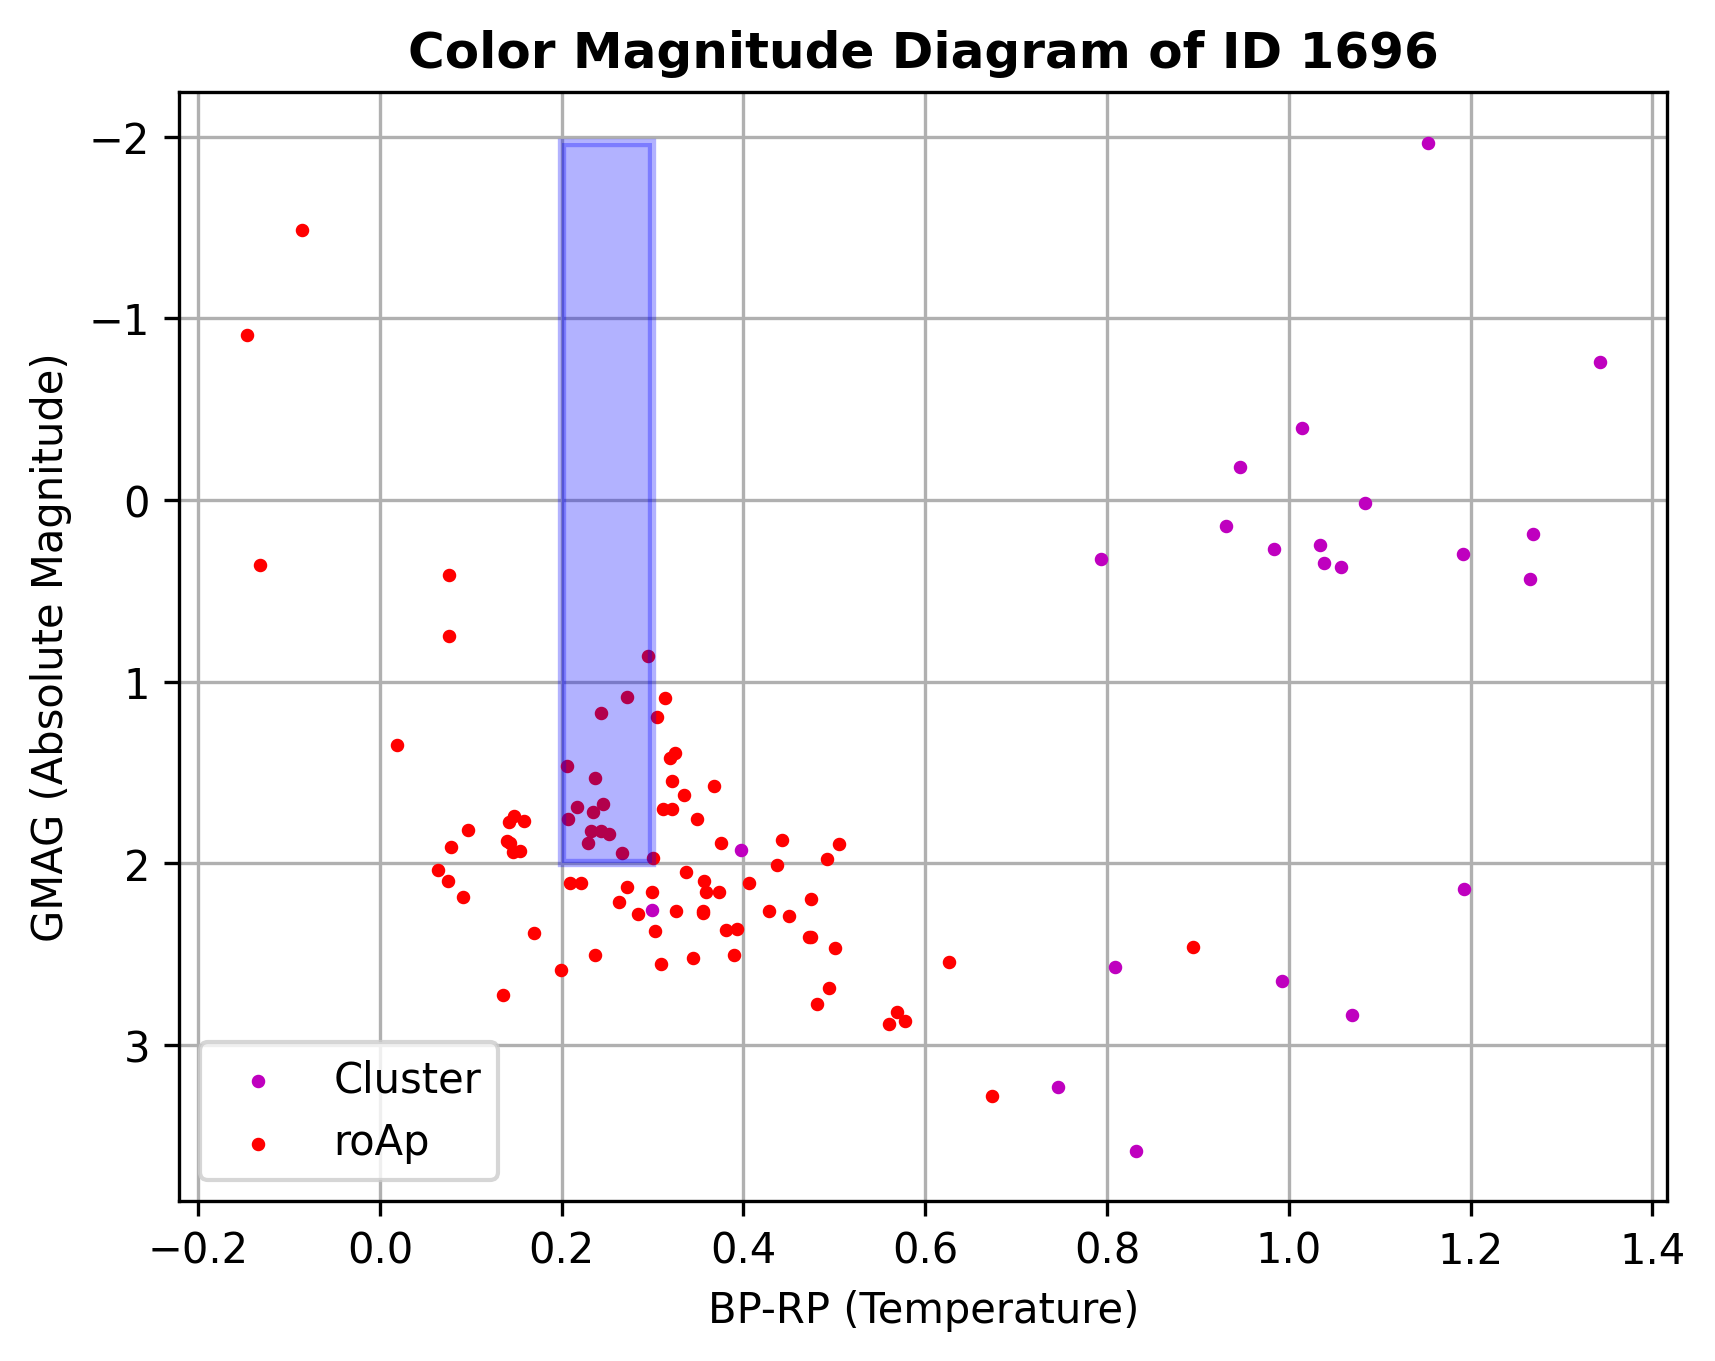 Color Magnitude Diagram of ID 1696
GMAG (Absolute Magnitude)
−2
−1
0
1
2
3
Cluster
roAp
−0.2 0.0 0.2 0.4 0.6 0.8 1.0 1.2 1.4
BP-RP (Temperature)